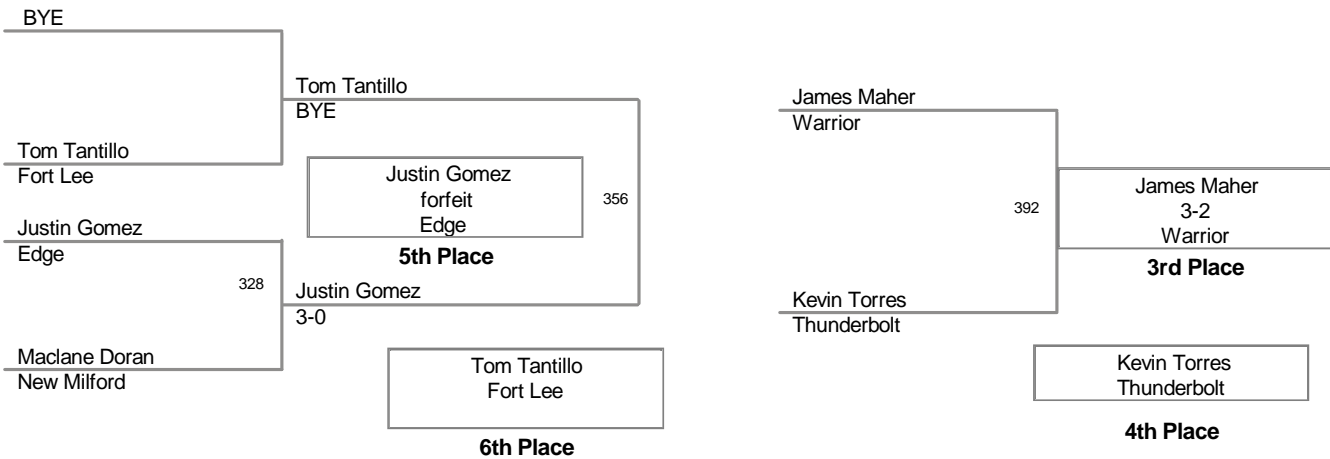 BYE
Tom Tantillo
BYE
Tom Tantillo
Fort Lee
Justin Gomez
forfeit
Edge
5th Place
356
Justin Gomez
Edge
328
Justin Gomez
3-0
Maclane Doran
New Milford
Tom Tantillo
Fort Lee
6th Place
James Maher
Warrior
392
James Maher
3-2
Warrior
3rd Place
Kevin Torres
Thunderbolt
Kevin Torres
Thunderbolt
4th Place